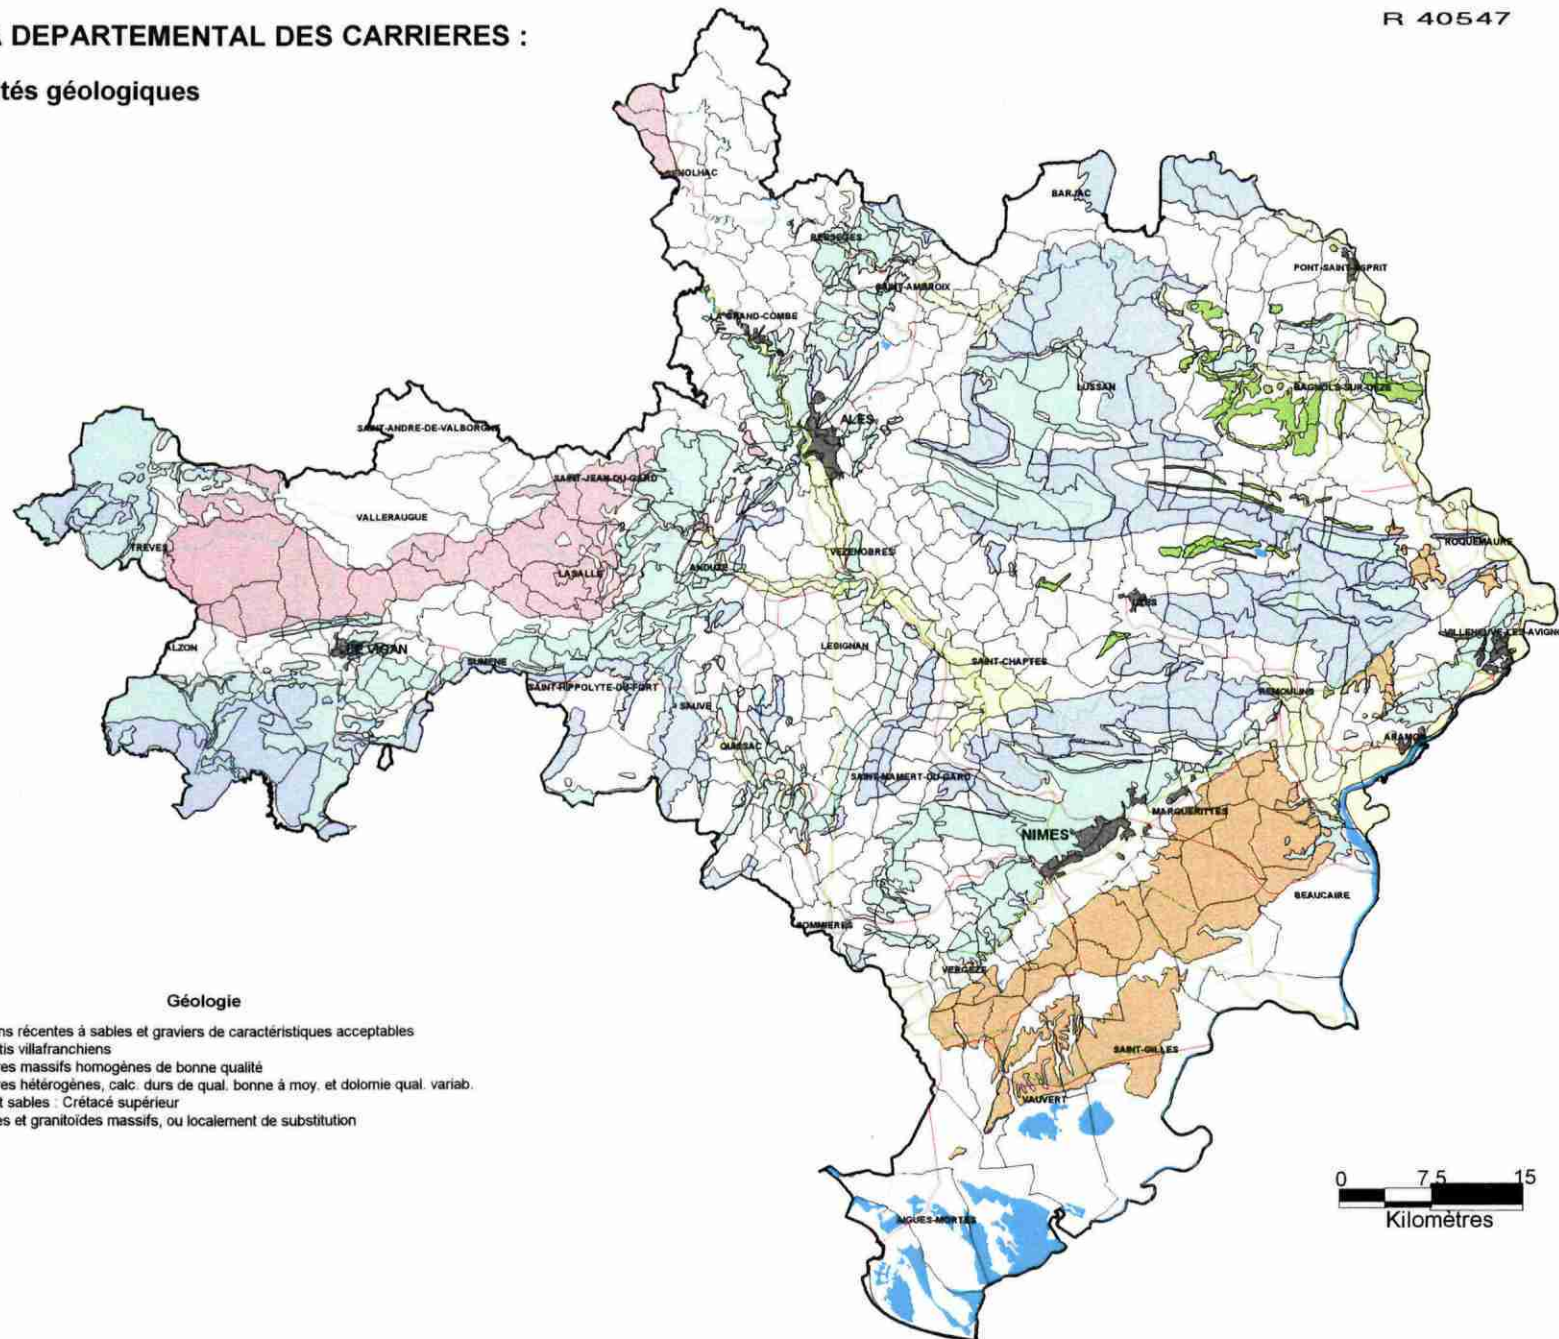 A DEPARTEMENTAL DES CARRIERES :
R 40547
tés géologiques
GENOLHAC
BARJAC
BESSEGES
PONT-SAINT-ESPRIT
SAINT-AMBROIX
LA GRAND-COMBE
LUSSAN
BAGNOLS-SUR-CEZE
ALES
SAINT-ANDRE-DE-VALBORGNE
SAINT-JEAN-DU-GARD
VALLERAUGUE
ROQUEMAURE
TREVES
VEZENOBRES
ANDUZE
LASALLE
UZES
VILLENEUVE-LES-AVIGNO
ALZON
LE VIGAN
LEDIGNAN
SUMENE
SAINT-CHAPTES
SAINT-HIPPOLYTE-DU-FORT
REMOULINS
SAUVE
ARAMON
QUISSAC
SAINT-MAMERT-DU-GARD
MARGUERITTES
NIMES
BEAUCAIRE
SOMMIERES
VERGEZE
Géologie
ns récentes à sables et graviers de caractéristiques acceptables
tis villafranchiens
res massifs homogènes de bonne qualité
res hétérogènes, calc. durs de qual. bonne à moy. et dolomie qual. variab.
t sables : Crétacé supérieur
es et granitoïdes massifs, ou localement de substitution
SAINT-GILLES
VAUVERT
AIGUES-MORTES
0 7,5 15
Kilomètres